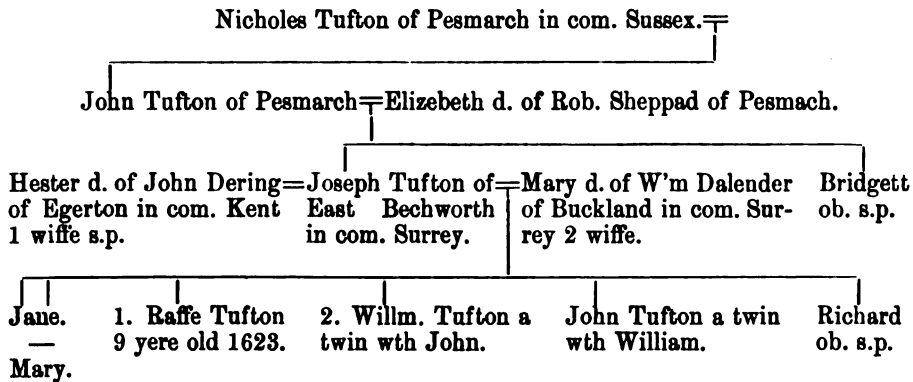 Nicholes Tufton of Pesmarch in com. Sussex.
John Tufton of Pesmarch=Elizebeth d. of Rob. Sheppad of Pesmach.
Hester d. of John Dering=
of Egerton in com. Kent
1 wiffe s.p.
Joseph Tufton of
East Bechworth
in com. Surrey.
=Mary d. of W'm Dalender
of Buckland in com. Sur-
rey 2 wiffe.
Bridgett
ob. s.p.
Jane.
—
Mary.
1. Raffe Tufton
9 yere old 1623.
2. Willm. Tufton a
twin wth John.
John Tufton a twin
wth William.
Richard
ob. s.p.